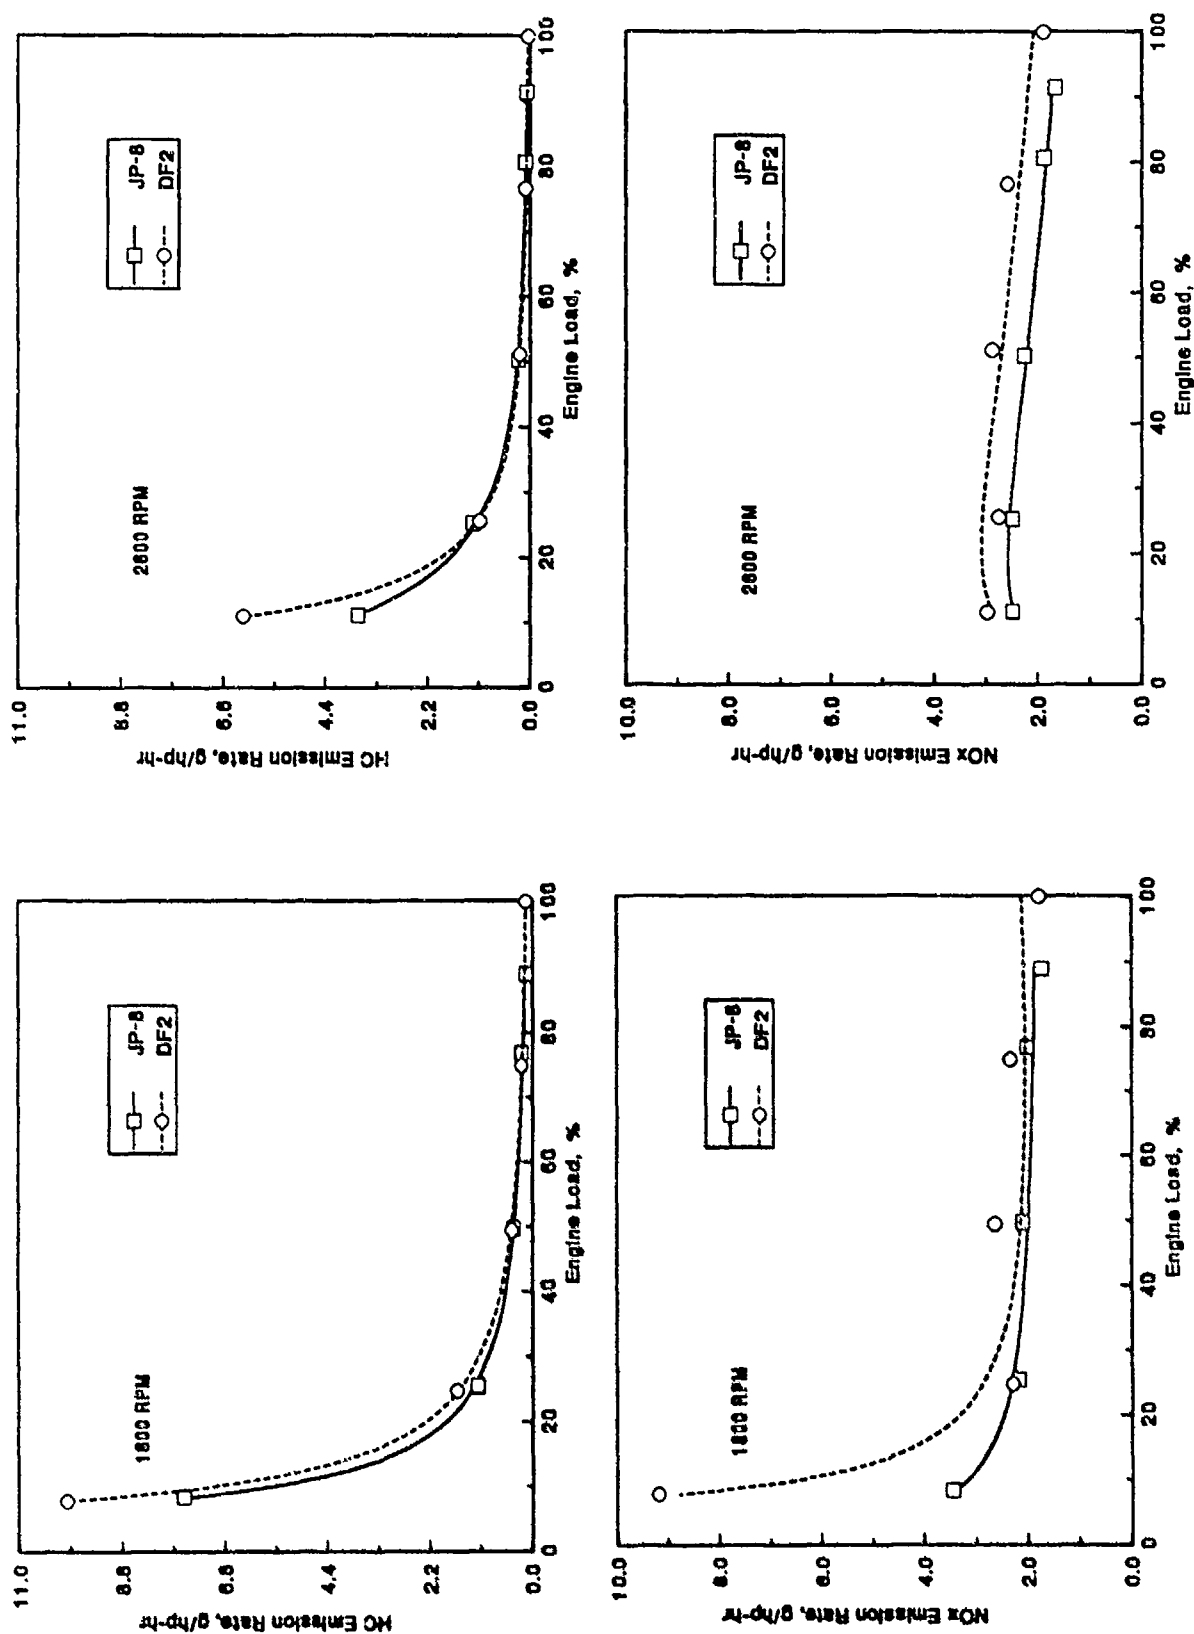 HC Emission Rate, g/hp-hr
11.0
8.8
6.6
4.4
2.2
0.0
1800 RPM
JP-8
DF2
0 20 40 60 80 100
Engine Load, %
HC Emission Rate, g/hp-hr
11.0
8.8
6.6
4.4
2.2
0.0
2600 RPM
JP-8
DF2
0 20 40 60 80 100
Engine Load, %
NOx Emission Rate, g/hp-hr
10.0
8.0
6.0
4.0
2.0
0.0
1800 RPM
JP-8
DF2
0 20 40 60 80 100
Engine Load, %
NOx Emission Rate, g/hp-hr
10.0
8.0
6.0
4.0
2.0
0.0
2600 RPM
JP-8
DF2
0 20 40 60 80 100
Engine Load, %